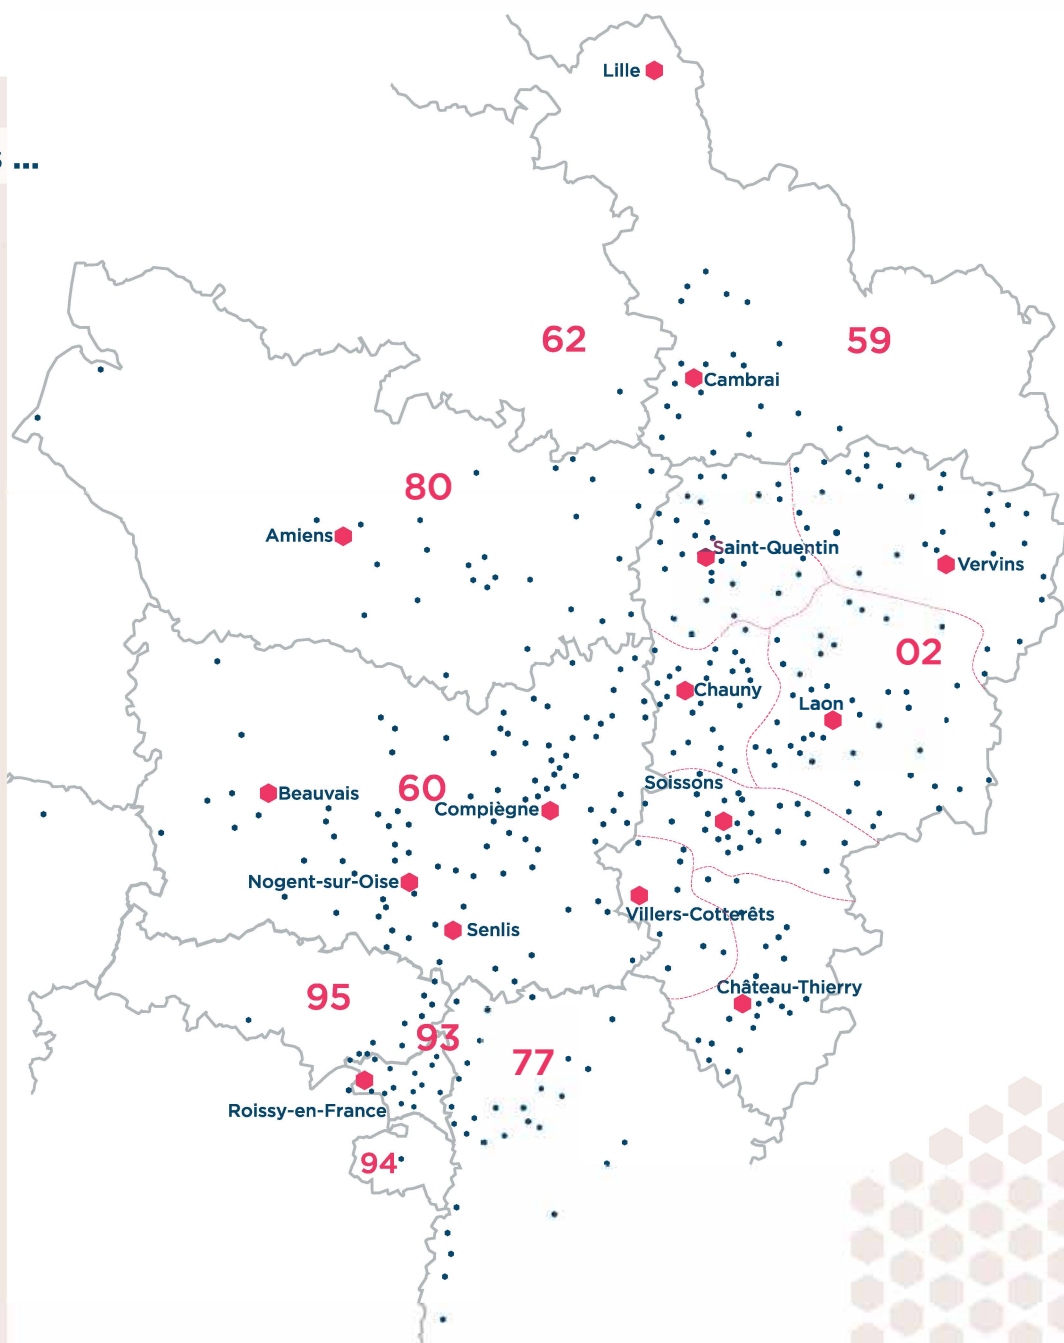 Lille
...
62
59
Cambrai
80
Amiens
Saint-Quentin
Vervins
02
Chauny
Laon
Soissons
60
Beauvais
Compiègne
Nogent-sur-Oise
Villers-Cotterêts
Senlis
Château-Thierry
95
93
77
Roissy-en-France
94